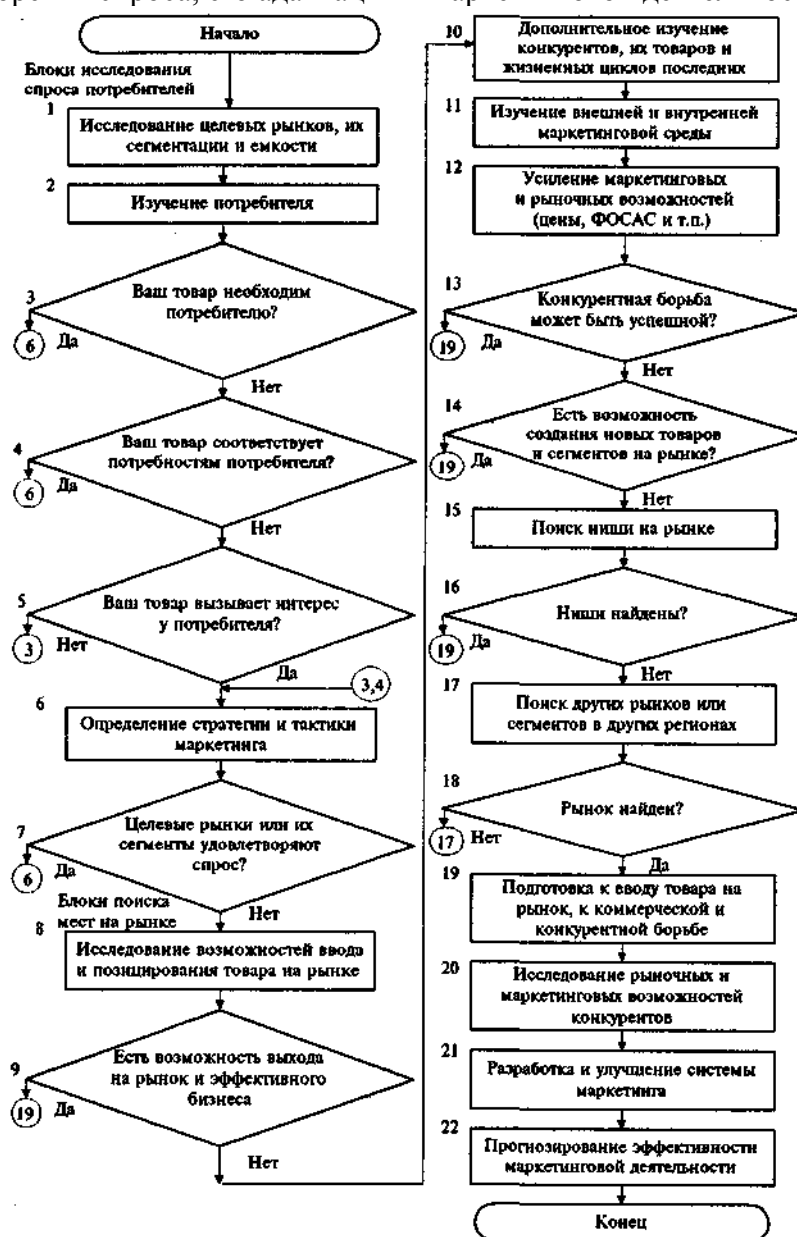 Начало
Блоки исследования
спроса потребителей
1
Исследование целевых рынков, их
сегментации и емкости
2
Изучение потребителя
3
Ваш товар необходим
потребителю?
6 Да
Нет
4
Ваш товар соответствует
потребностям потребителя?
6 Да
Нет
5
Ваш товар вызывает интерес
у потребителя?
3 Нет
Да
3,4
6
Определение стратегии и тактики
маркетинга
7
Целевые рынки или их
сегменты удовлетворяют
спрос?
6 Да
Нет
Блоки поиска
мест на рынке
8
Исследование возможностей ввода
и позицирования товара на рынке
9
Есть возможность выхода
на рынок и эффективного
бизнеса
19 Да
Нет
10
Дополнительное изучение
конкурентов, их товаров и
жизненных циклов последних
11
Изучение внешней и внутренней
маркетинговой среды
12
Усиление маркетинговых
и рыночных возможностей
(цены, ФОСАС и т.п.)
13
Конкурентная борьба
может быть успешной?
19 Да
Нет
14
Есть возможность
создания новых товаров
и сегментов на рынке?
19 Да
Нет
15
Поиск ниши на рынке
16
Ниши найдены?
19 Да
Нет
17
Поиск других рынков или
сегментов в других регионах
18
Рынок найден?
17 Нет
Да
19
Подготовка к вводу товара на
рынок, к коммерческой и
конкурентной борьбе
20
Исследование рыночных и
маркетинговых возможностей
конкурентов
21
Разработка и улучшение системы
маркетинга
22
Прогнозирование эффективности
маркетинговой деятельности
Конец